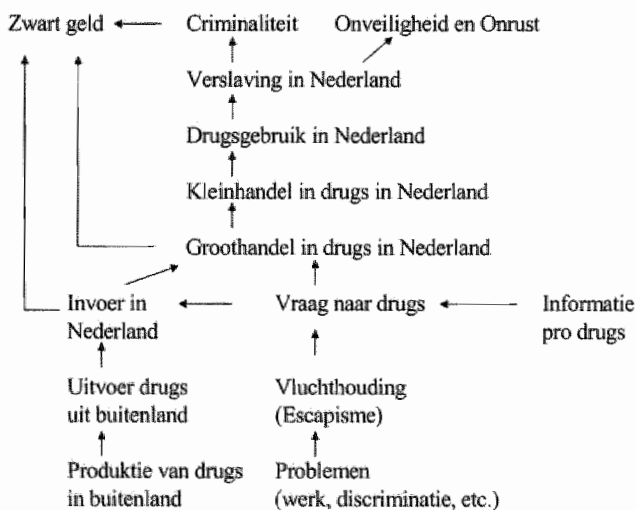 Zwart geld
Criminaliteit
Onveiligheid en Onrust
Verslaving in Nederland
Drugsgebruik in Nederland
Kleinhandel in drugs in Nederland
Groothandel in drugs in Nederland
Invoer in
Nederland
Vraag naar drugs
Informatie
pro drugs
Uitvoer drugs
uit buitenland
Vluchthouding
(Escapisme)
Produktie van drugs
in buitenland
Problemen
(werk, discriminatie, etc.)